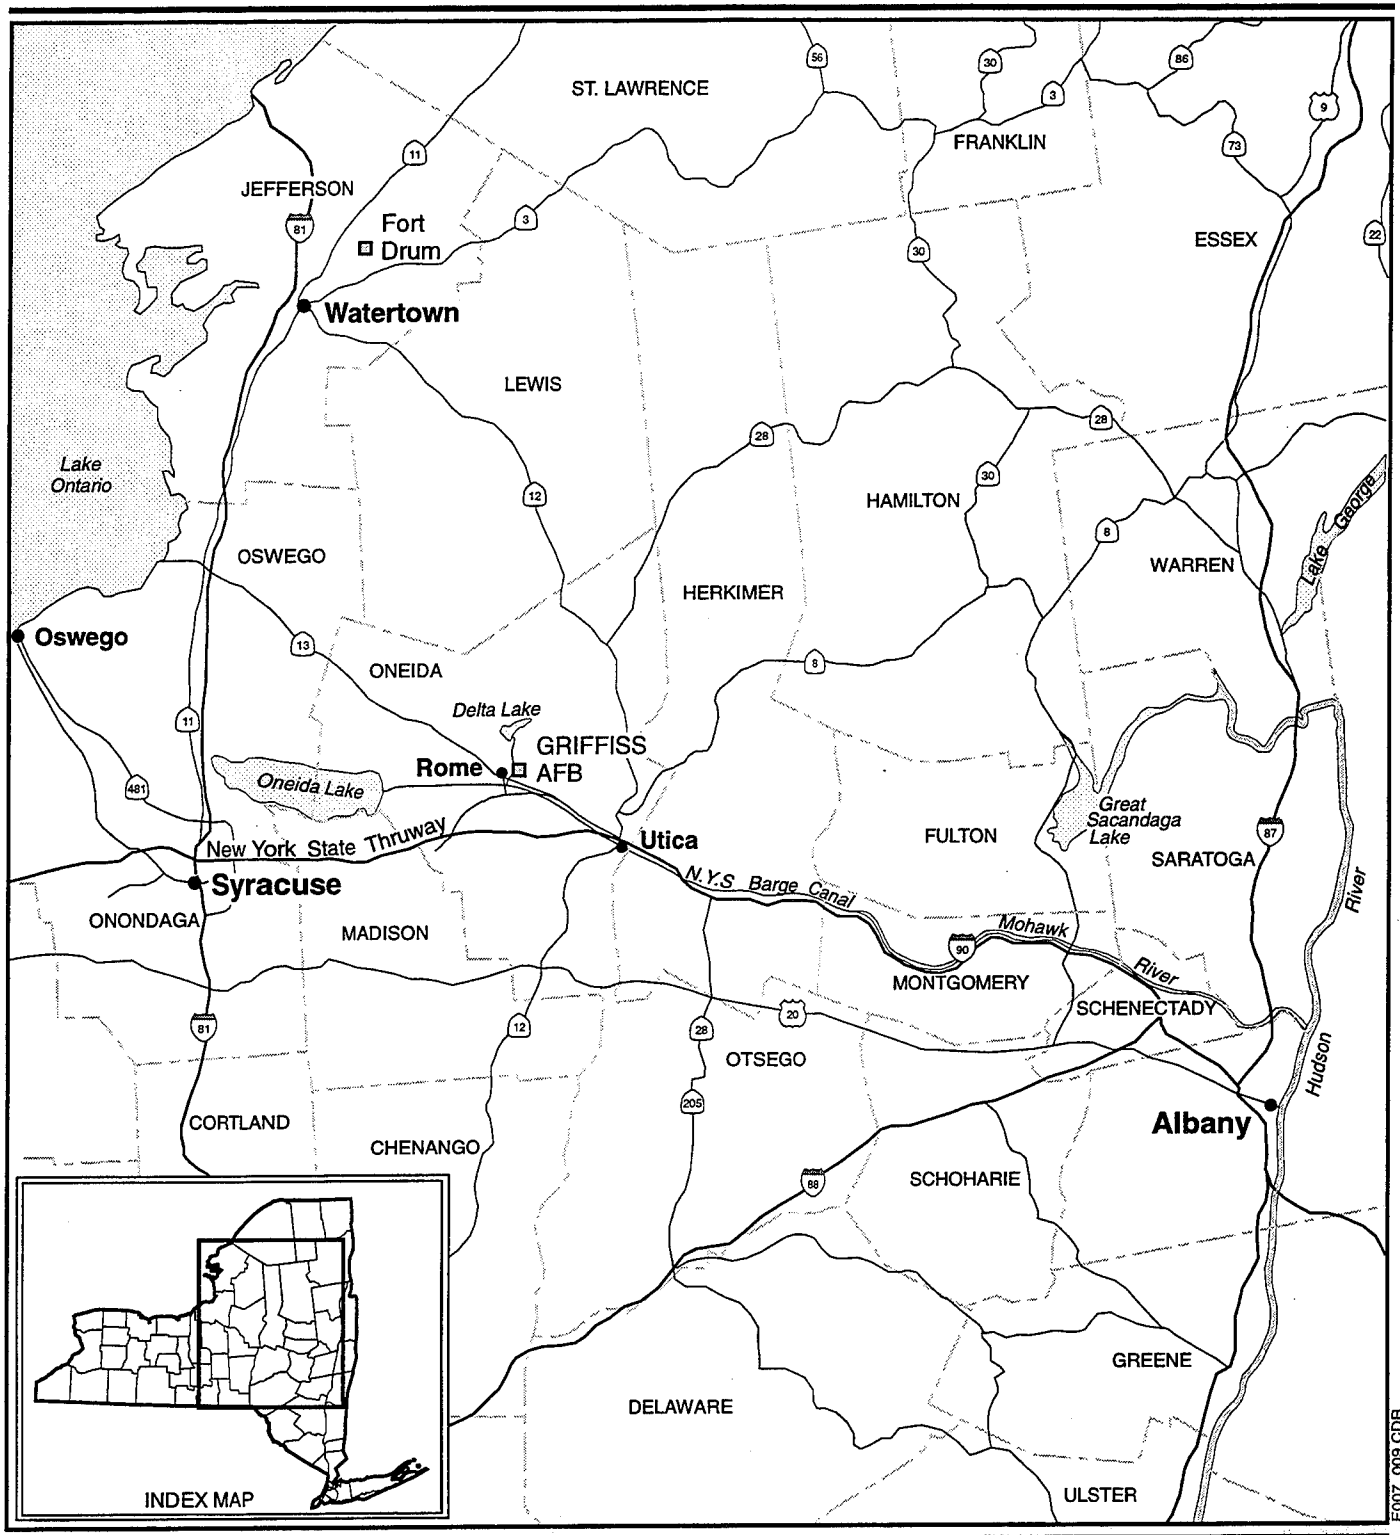 56
30
86
ST. LAWRENCE
3
9
11
FRANKLIN
73
JEFFERSON
3
81
Fort
Drum
30
ESSEX
22
Watertown
LEWIS
28
28
Lake
Ontario
12
30
HAMILTON
Lake George
8
OSWEGO
WARREN
HERKIMER
Oswego
13
ONEIDA
8
Delta Lake
11
GRIFFISS
AFB
Rome
Oneida Lake
481
Great
Sacandaga
Lake
New York State Thruway
Utica
FULTON
87
SARATOGA
Syracuse
N.Y.S Barge Canal
River
ONONDAGA
MADISON
Mohawk
90
River
MONTGOMERY
SCHENECTADY
81
12
28
20
OTSEGO
Hudson
205
CORTLAND
Albany
CHENANGO
88
SCHOHARIE
GREENE
DELAWARE
INDEX MAP
ULSTER